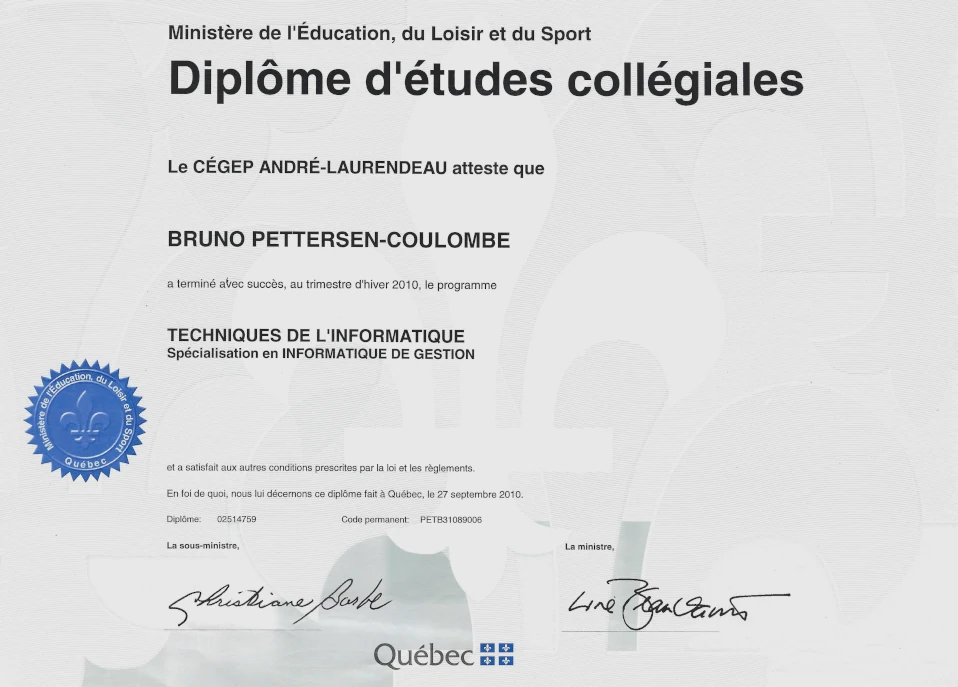 Ministère de l'Éducation, du Loisir et du Sport
Diplôme d'études collégiales
Le CÉGEP ANDRÉ-LAURENDEAU atteste que
BRUNO PETTERSEN-COULOMBE
a terminé avec succès, au trimestre d'hiver 2010, le programme
TECHNIQUES DE L'INFORMATIQUE
Spécialisation en INFORMATIQUE DE GESTION
Ministère de l'Éducation, du Loisir et du Sport
Québec
et a satisfait aux autres conditions prescrites par la loi et les règlements.
En foi de quoi, nous lui décernons ce diplôme fait à Québec, le 27 septembre 2010.
Diplôme: 02514759 Code permanent: PETB31089006
La sous-ministre, La ministre,
Christiane Barbe
Québec